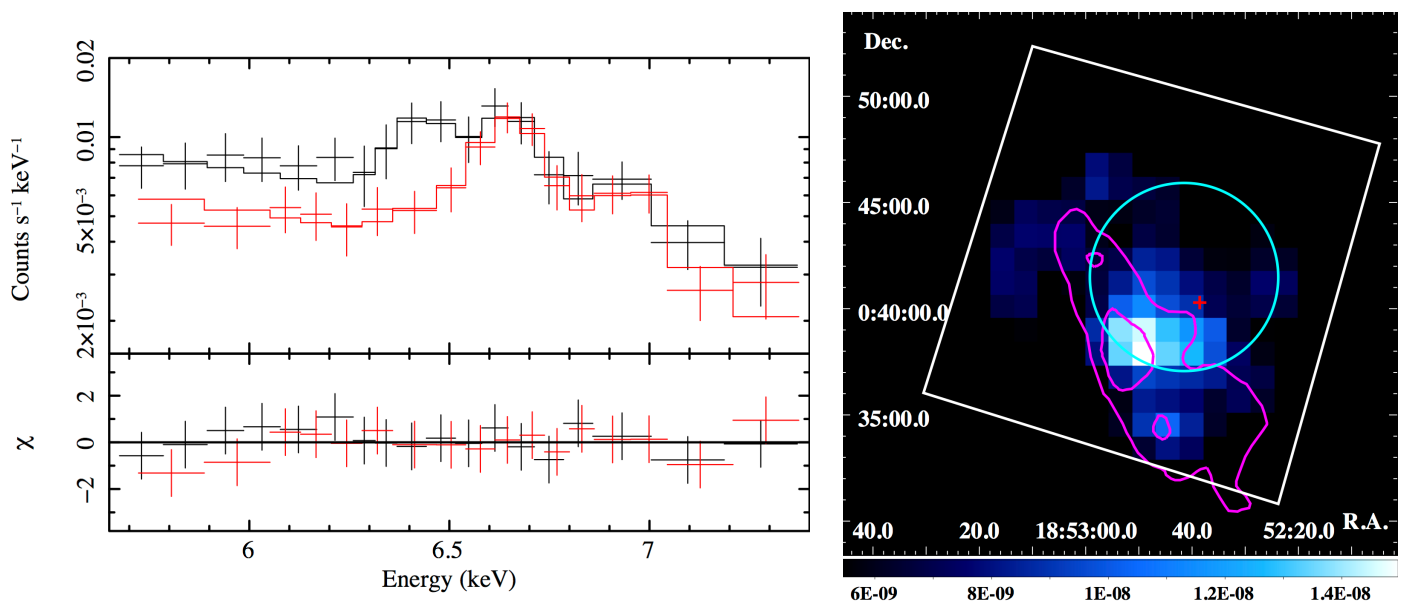 0.02
0.01
5×10⁻³
2×10⁻³
Counts s⁻¹ keV⁻¹
2
0
−2
χ
6
6.5
7
Energy (keV)
Dec.
50:00.0
45:00.0
0:40:00.0
35:00.0
40.0
20.0
18:53:00.0
40.0
52:20.0
R.A.
6E-09
8E-09
1E-08
1.2E-08
1.4E-08